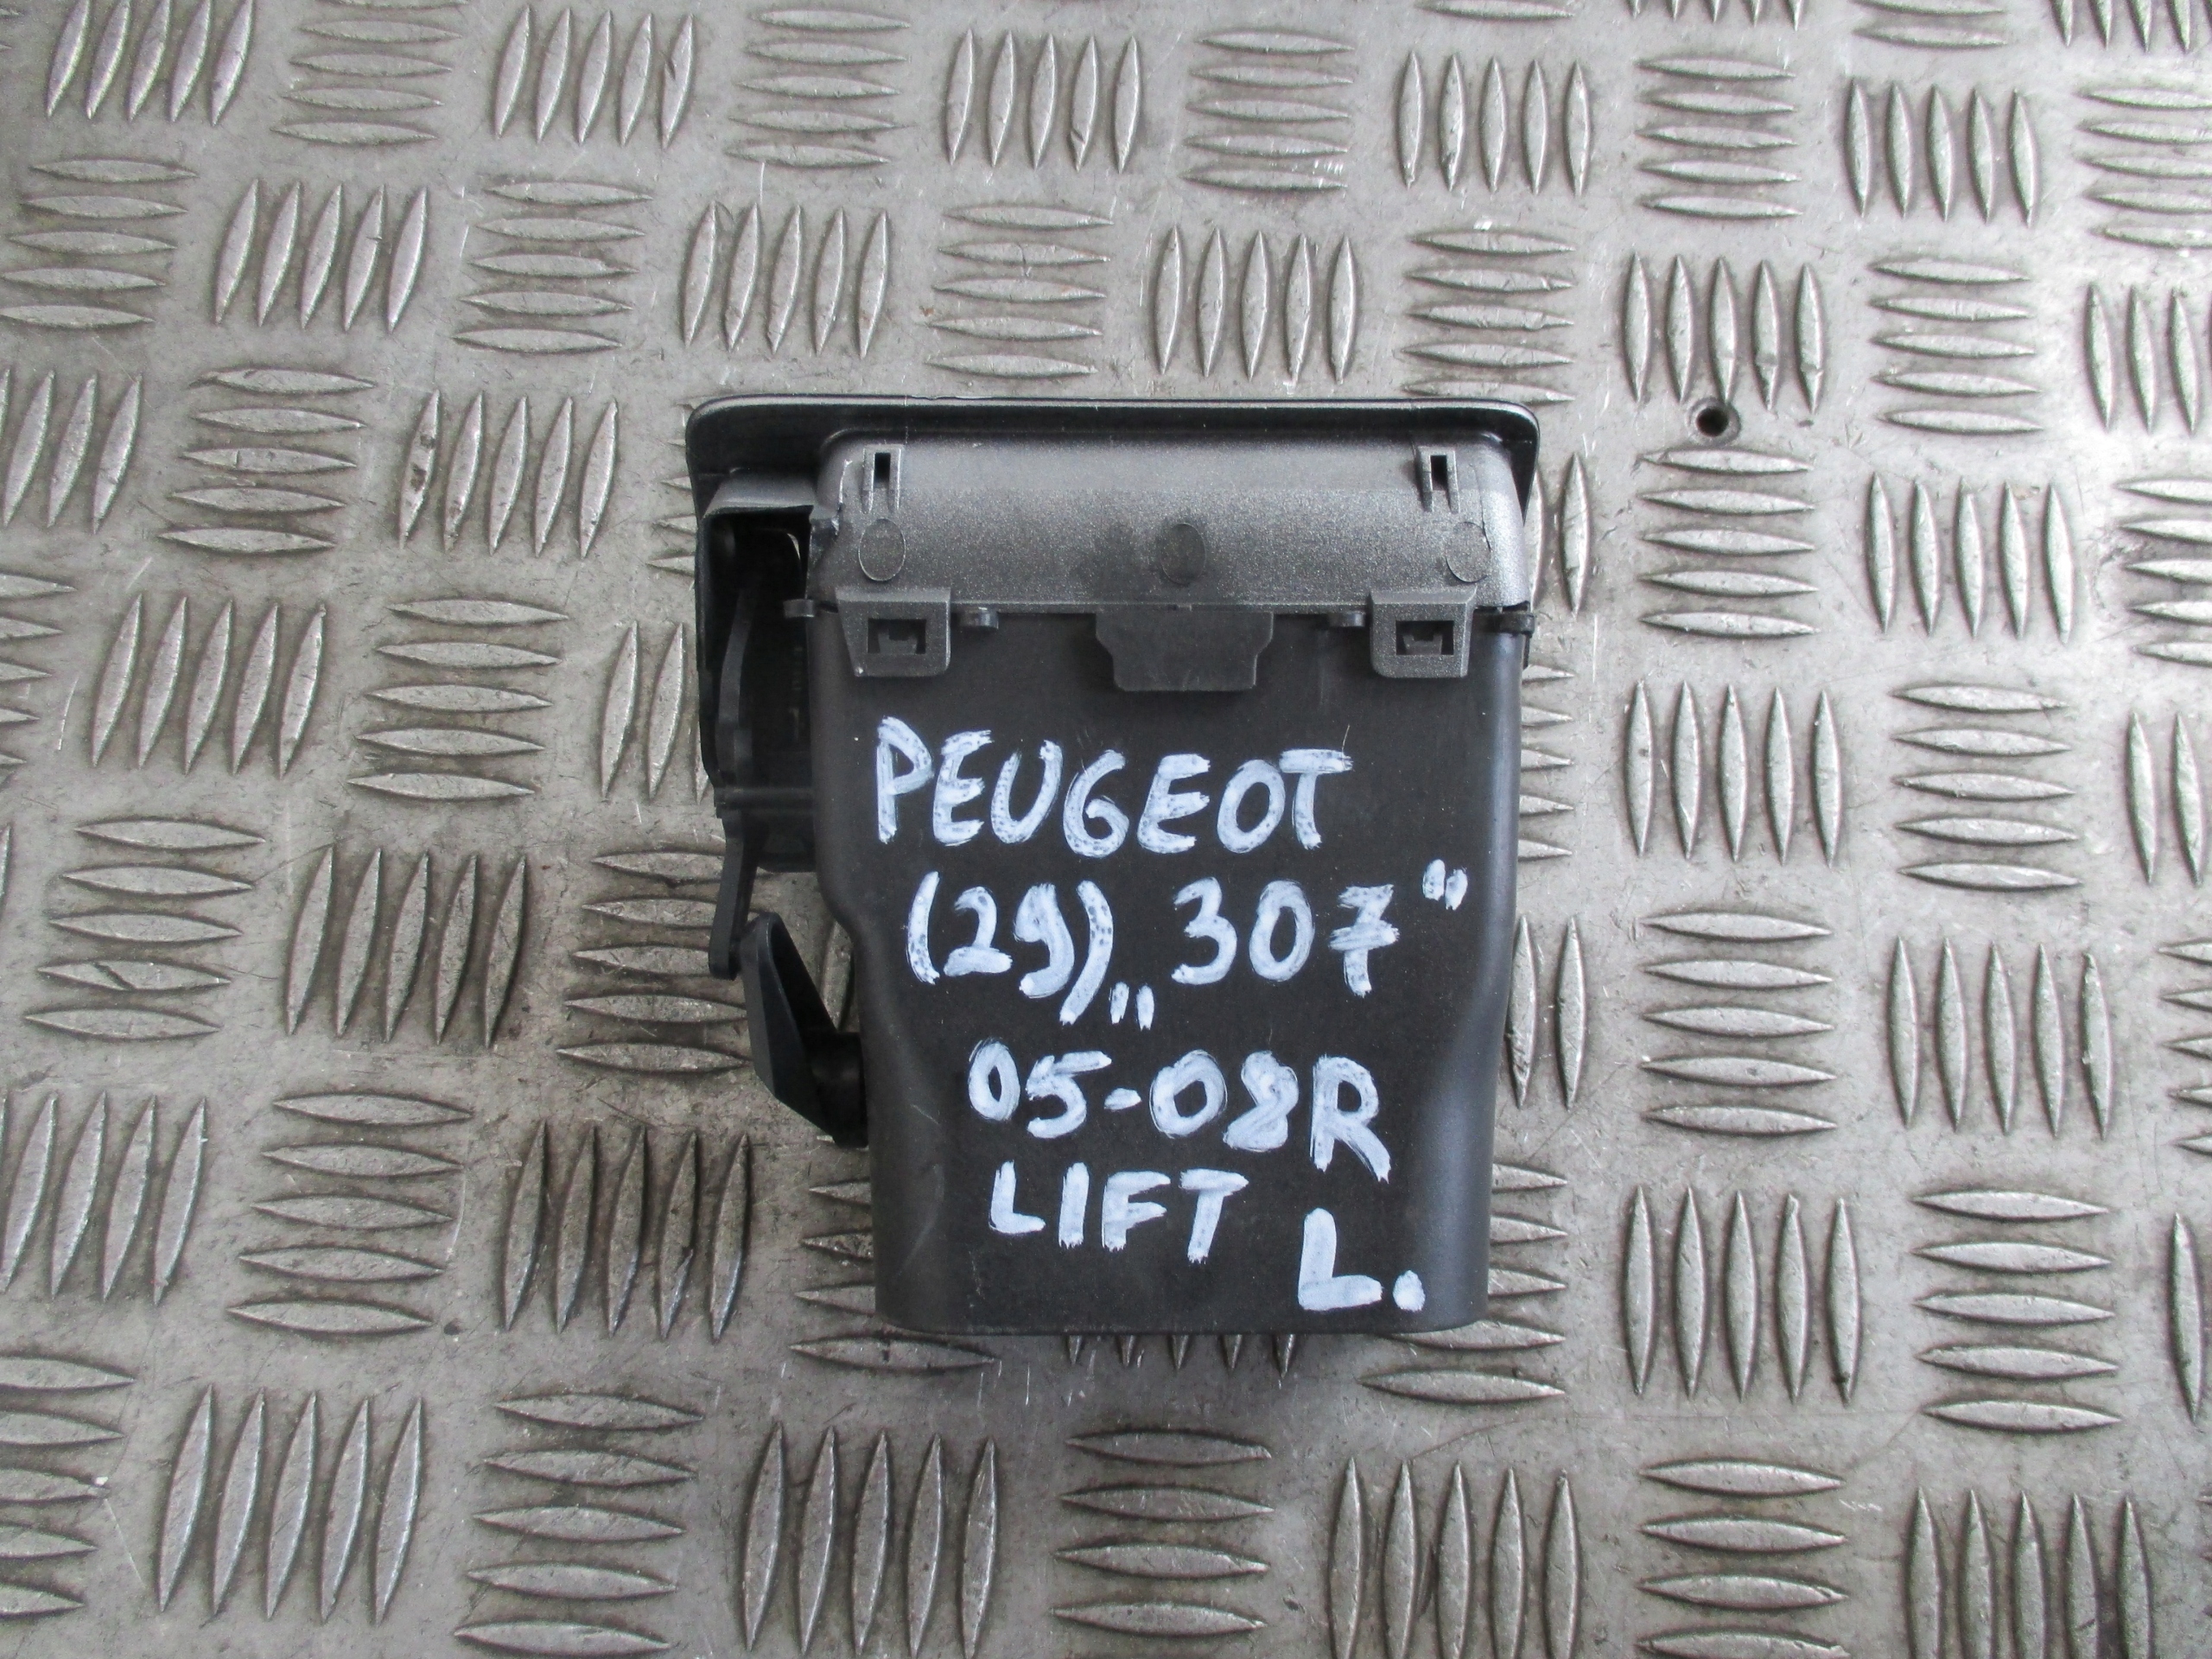 PEUGEOT
(29) „307”
05-08R
LIFT L.